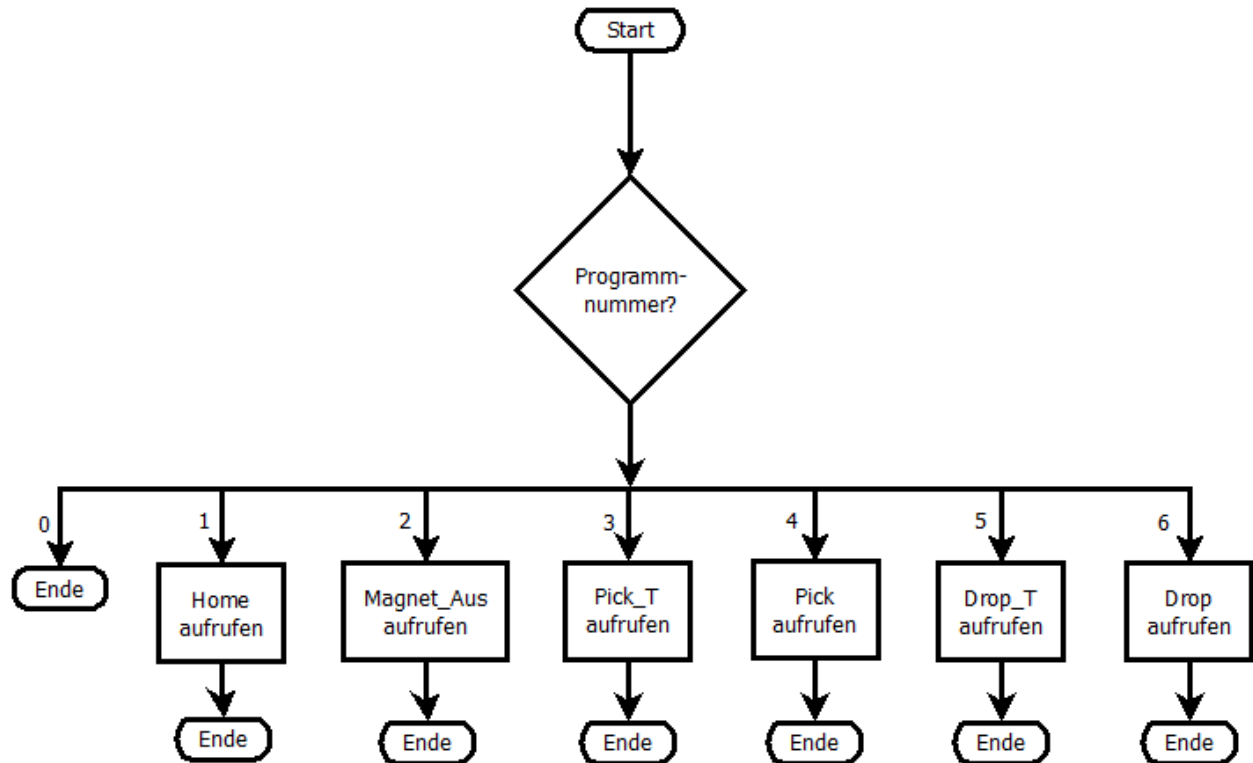 Start
Programm-
nummer?
0
1
2
3
4
5
6
Ende
Home
aufrufen
Magnet_Aus
aufrufen
Pick_T
aufrufen
Pick
aufrufen
Drop_T
aufrufen
Drop
aufrufen
Ende
Ende
Ende
Ende
Ende
Ende